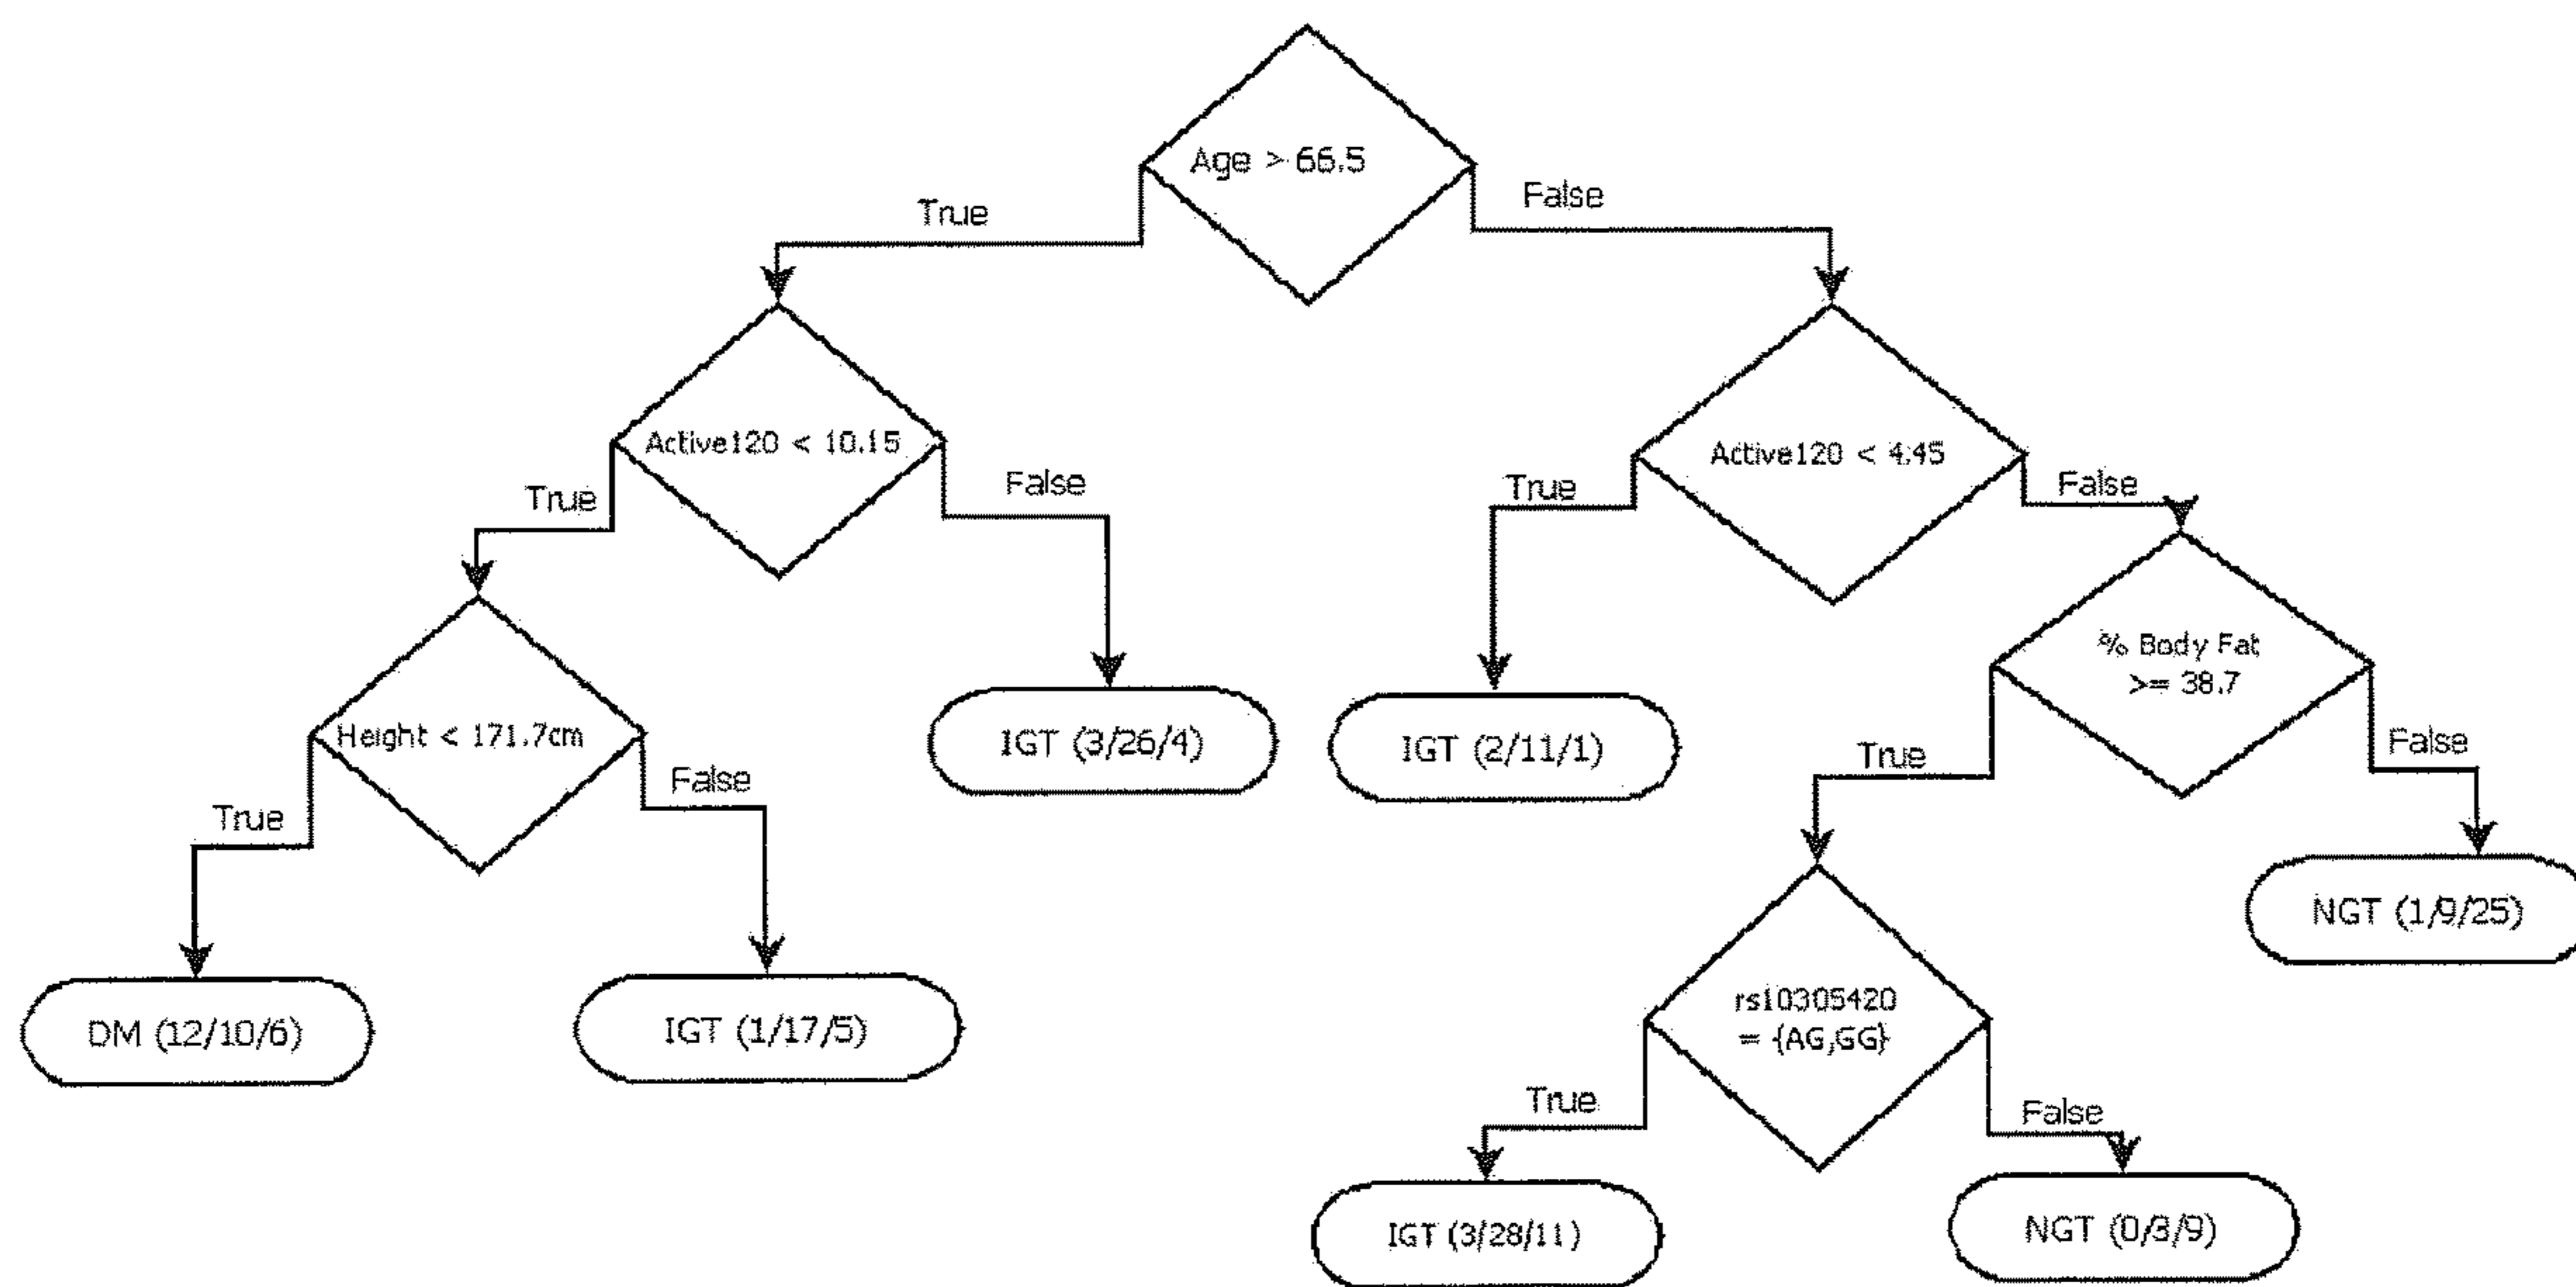 Age > 66.5
True
False
Active120 < 10.15
Active120 < 4.45
True
False
True
False
% Body Fat
>= 38.7
Height < 171.7cm
IGT (3/26/4)
IGT (2/11/1)
True
False
True
False
NGT (1/9/25)
DM (12/10/6)
IGT (1/17/5)
rs10305420
= {AG,GG}
True
False
IGT (3/28/11)
NGT (0/3/9)